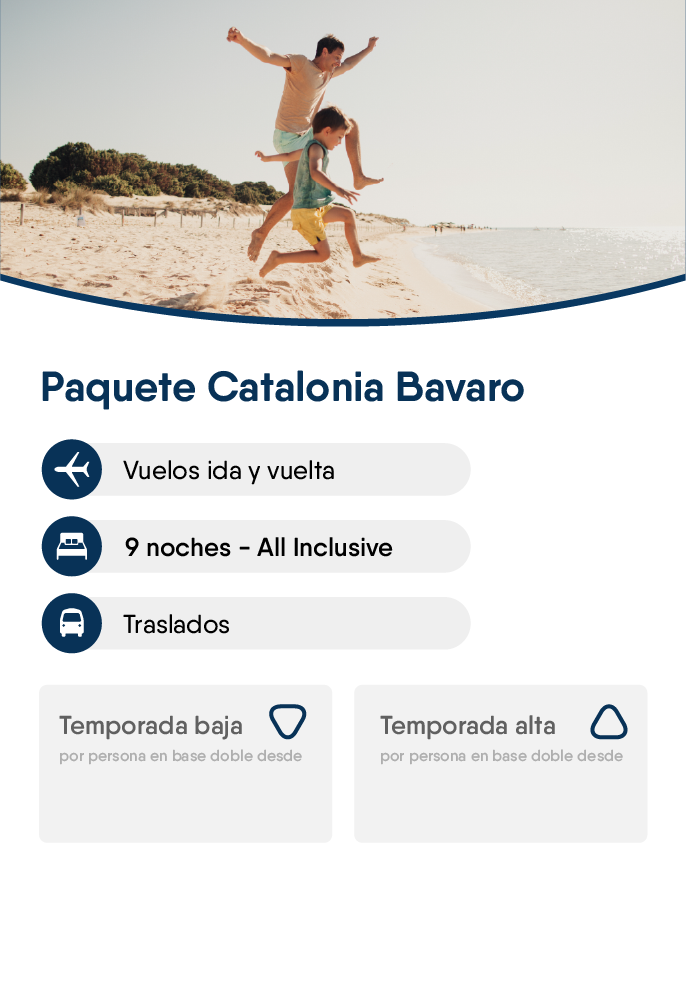 Paquete Catalonia Bavaro
Vuelos ida y vuelta
9 noches - All Inclusive
Traslados
Temporada baja
por persona en base doble desde
Temporada alta
por persona en base doble desde